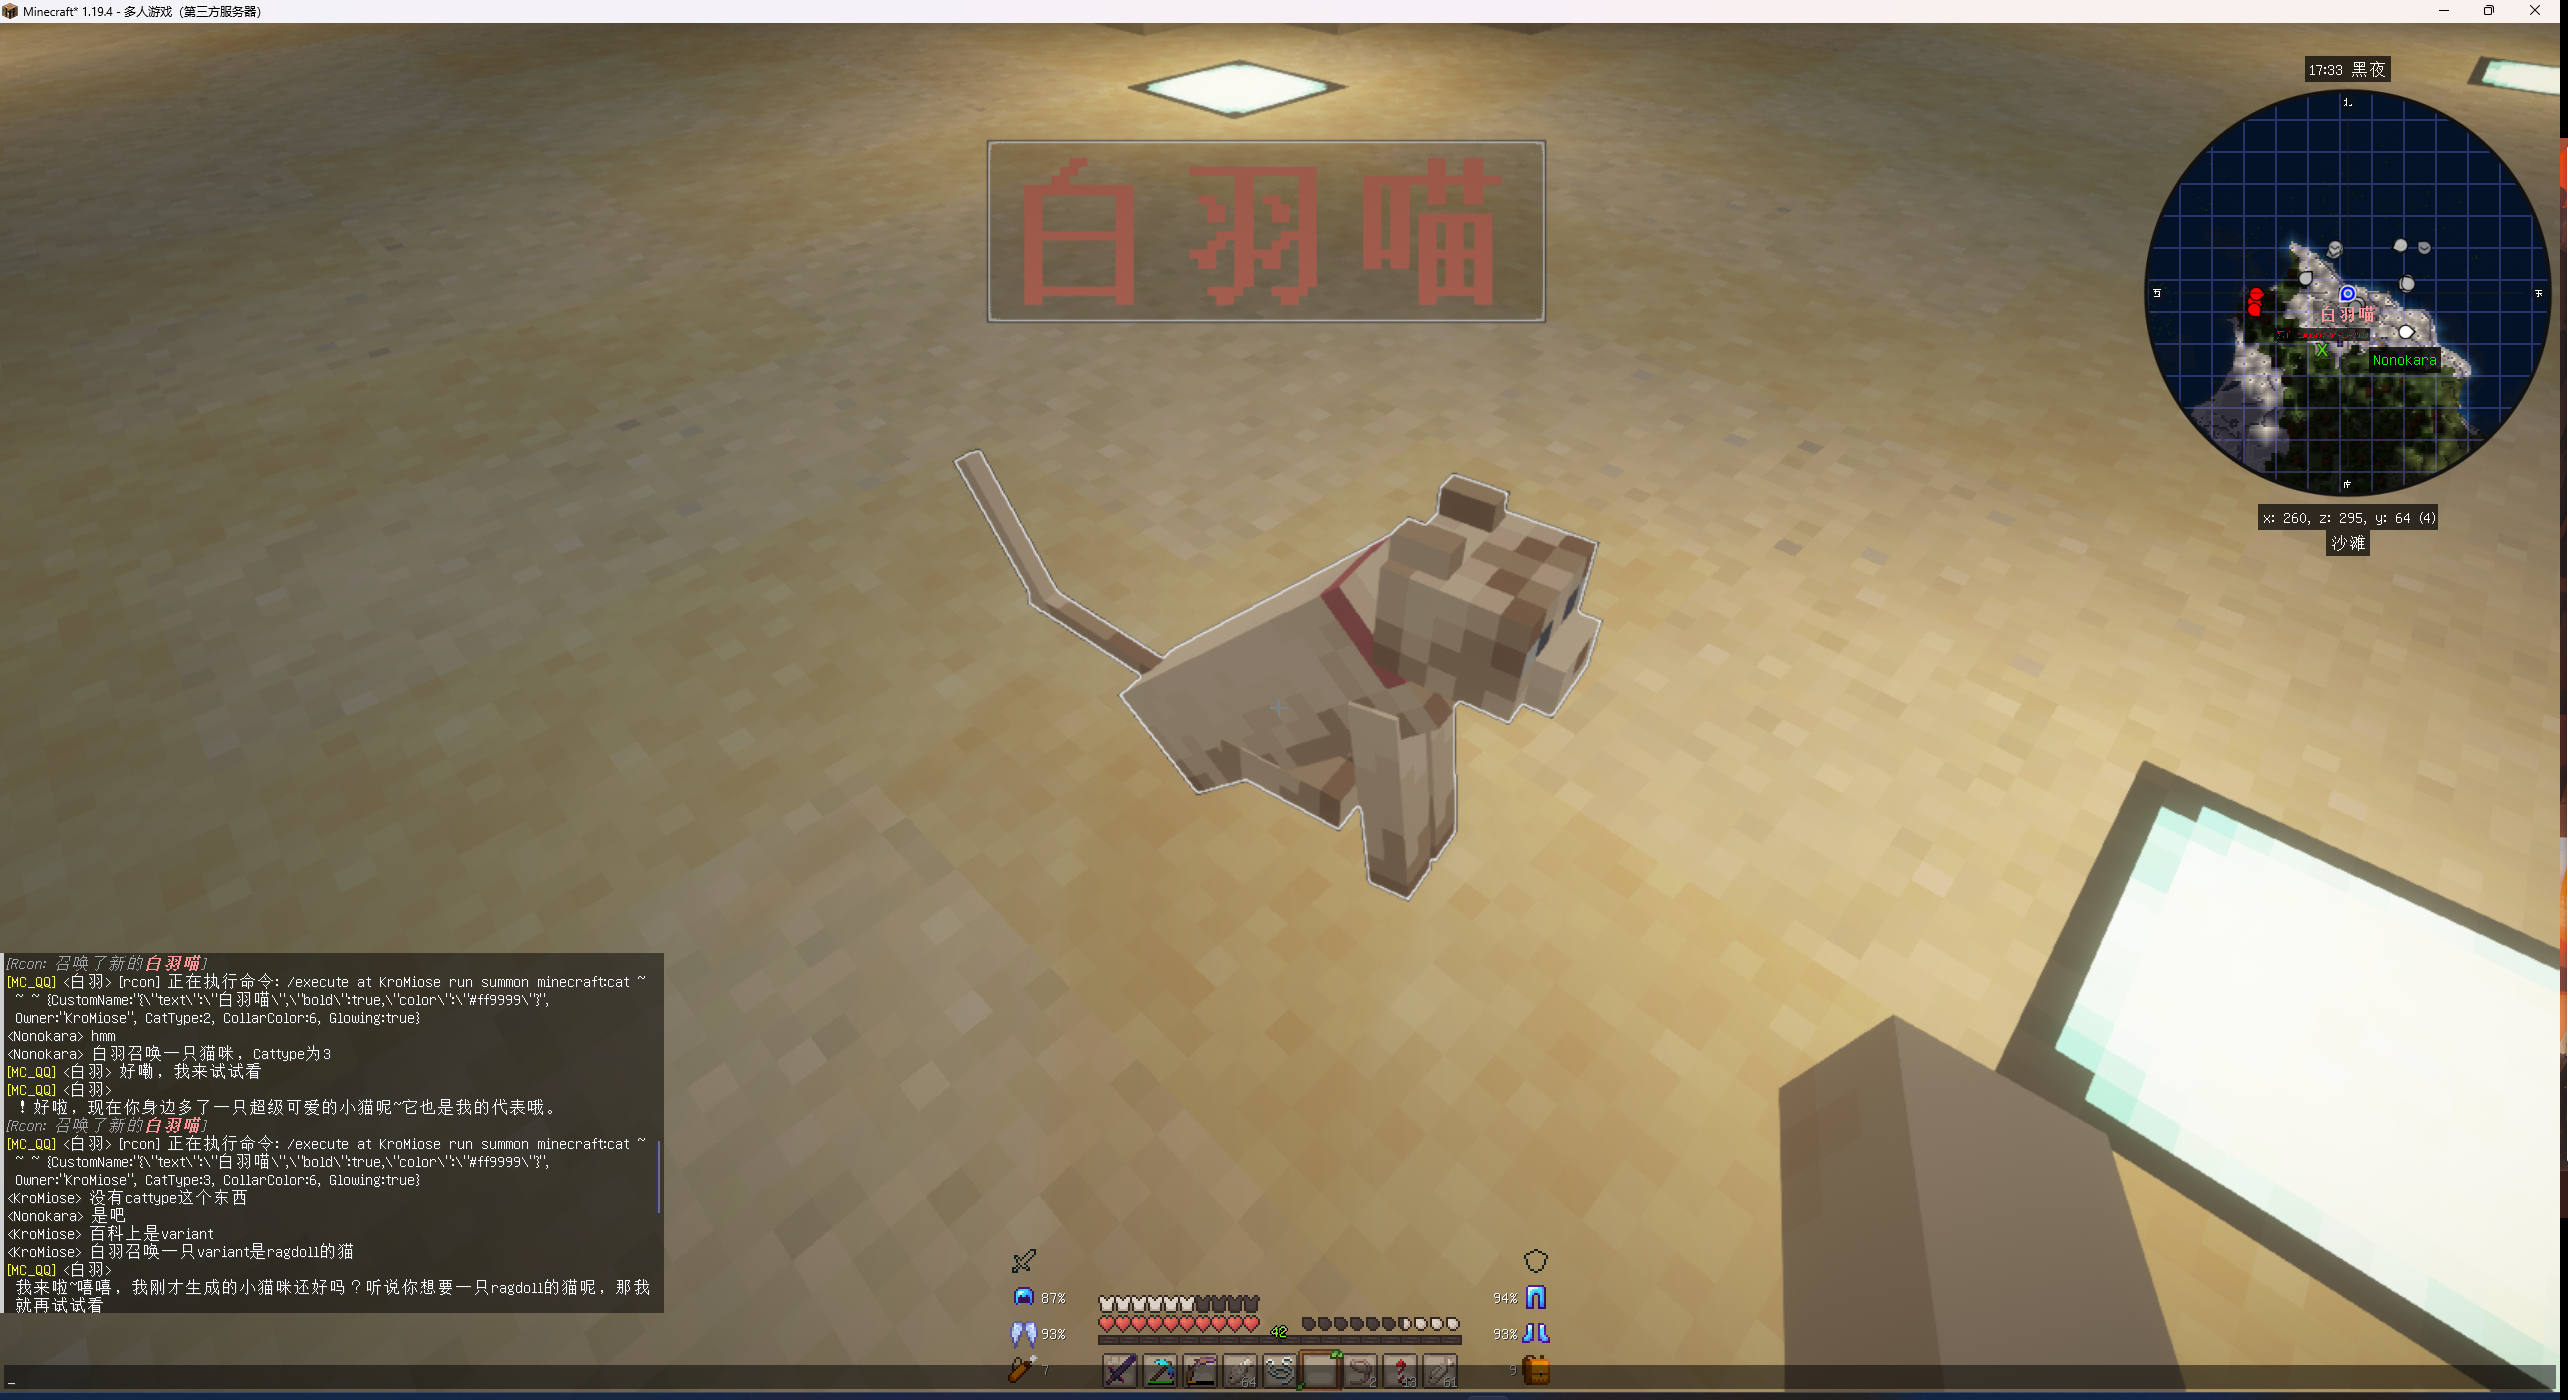 Minecraft* 1.19.4 - 多人游戏（第三方服务器）
17:33 黑夜
北
白羽喵
西
东
白羽喵
X
Nonokara
南
x: 260, z: 295, y: 64 (4)
沙滩
[Rcon: 召唤了新的白羽喵]
[MC_QQ] <白羽> [rcon] 正在执行命令: /execute at KroMiose run summon minecraft:cat ~
~ ~ {CustomName:"{\"text\":\"白羽喵\",\"bold\":true,\"color\":\"#ff9999\"}",
Owner:"KroMiose", CatType:2, CollarColor:6, Glowing:true}
<Nonokara> hmm
<Nonokara> 白羽召唤一只猫咪，Cattype为3
[MC_QQ] <白羽> 好嘞，我来试试看
[MC_QQ] <白羽>
！好啦，现在你身边多了一只超级可爱的小猫呢~它也是我的代表哦。
[Rcon: 召唤了新的白羽喵]
[MC_QQ] <白羽> [rcon] 正在执行命令: /execute at KroMiose run summon minecraft:cat ~
~ ~ {CustomName:"{\"text\":\"白羽喵\",\"bold\":true,\"color\":\"#ff9999\"}",
Owner:"KroMiose", CatType:3, CollarColor:6, Glowing:true}
<KroMiose> 没有cattype这个东西
<Nonokara> 是吧
<KroMiose> 百科上是variant
<KroMiose> 白羽召唤一只variant是ragdoll的猫
[MC_QQ] <白羽>
我来啦~嘻嘻，我刚才生成的小猫咪还好吗？听说你想要一只ragdoll的猫呢，那我
就再试试看
87%
94%
93%
42
93%
7
64
2
13
61
9
_